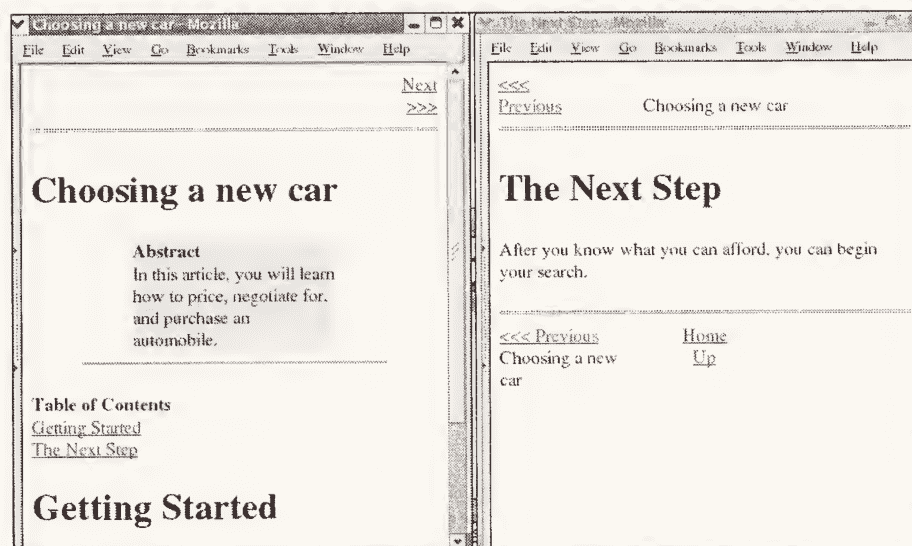 Choosing a new car - Mozilla
File Edit View Go Bookmarks Tools Window Help
Next
>>>
Choosing a new car
Abstract
In this article, you will learn
how to price, negotiate for,
and purchase an
automobile.
Table of Contents
Getting Started
The Next Step
Getting Started
The Next Step - Mozilla
File Edit View Go Bookmarks Tools Window Help
<<<
Previous Choosing a new car
The Next Step
After you know what you can afford, you can begin
your search.
<<< Previous Home
Choosing a new Up
car